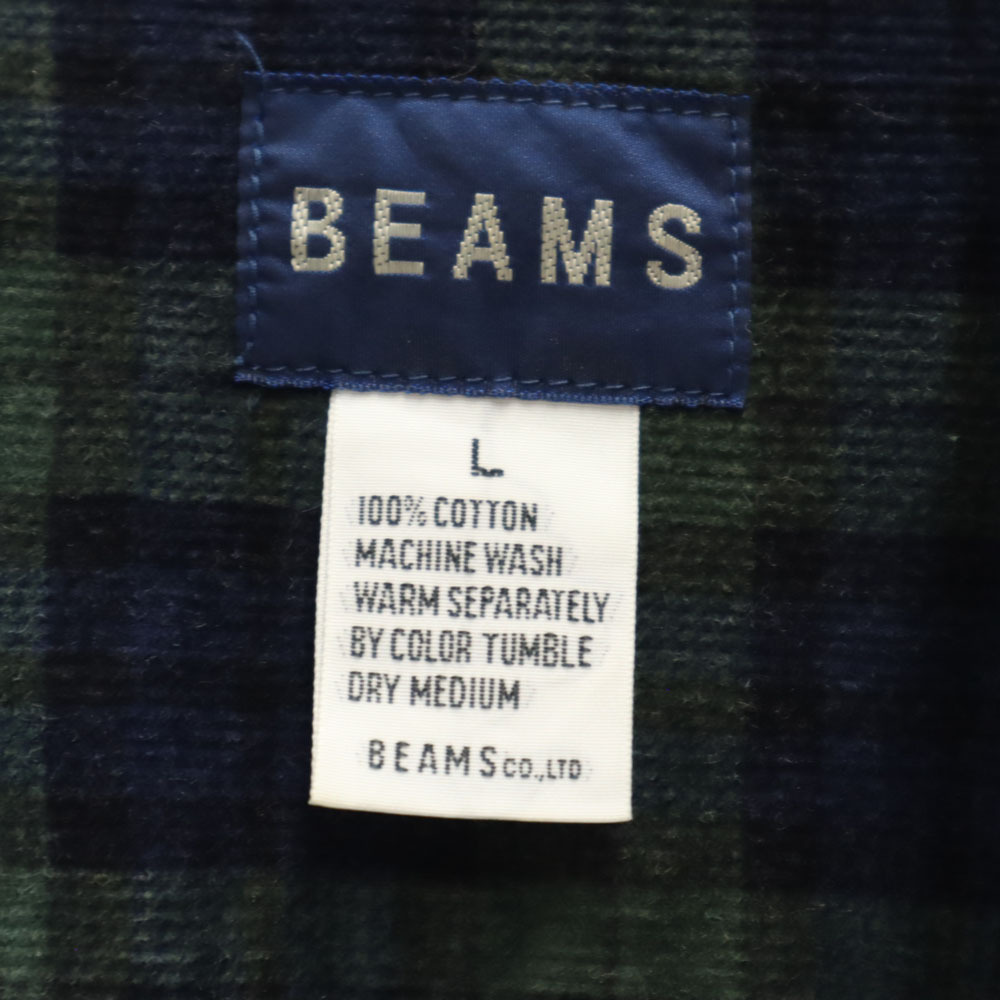 BEAMS
L
100% COTTON
MACHINE WASH
WARM SEPARATELY
BY COLOR TUMBLE
DRY MEDIUM
BEAMS CO.,LTD